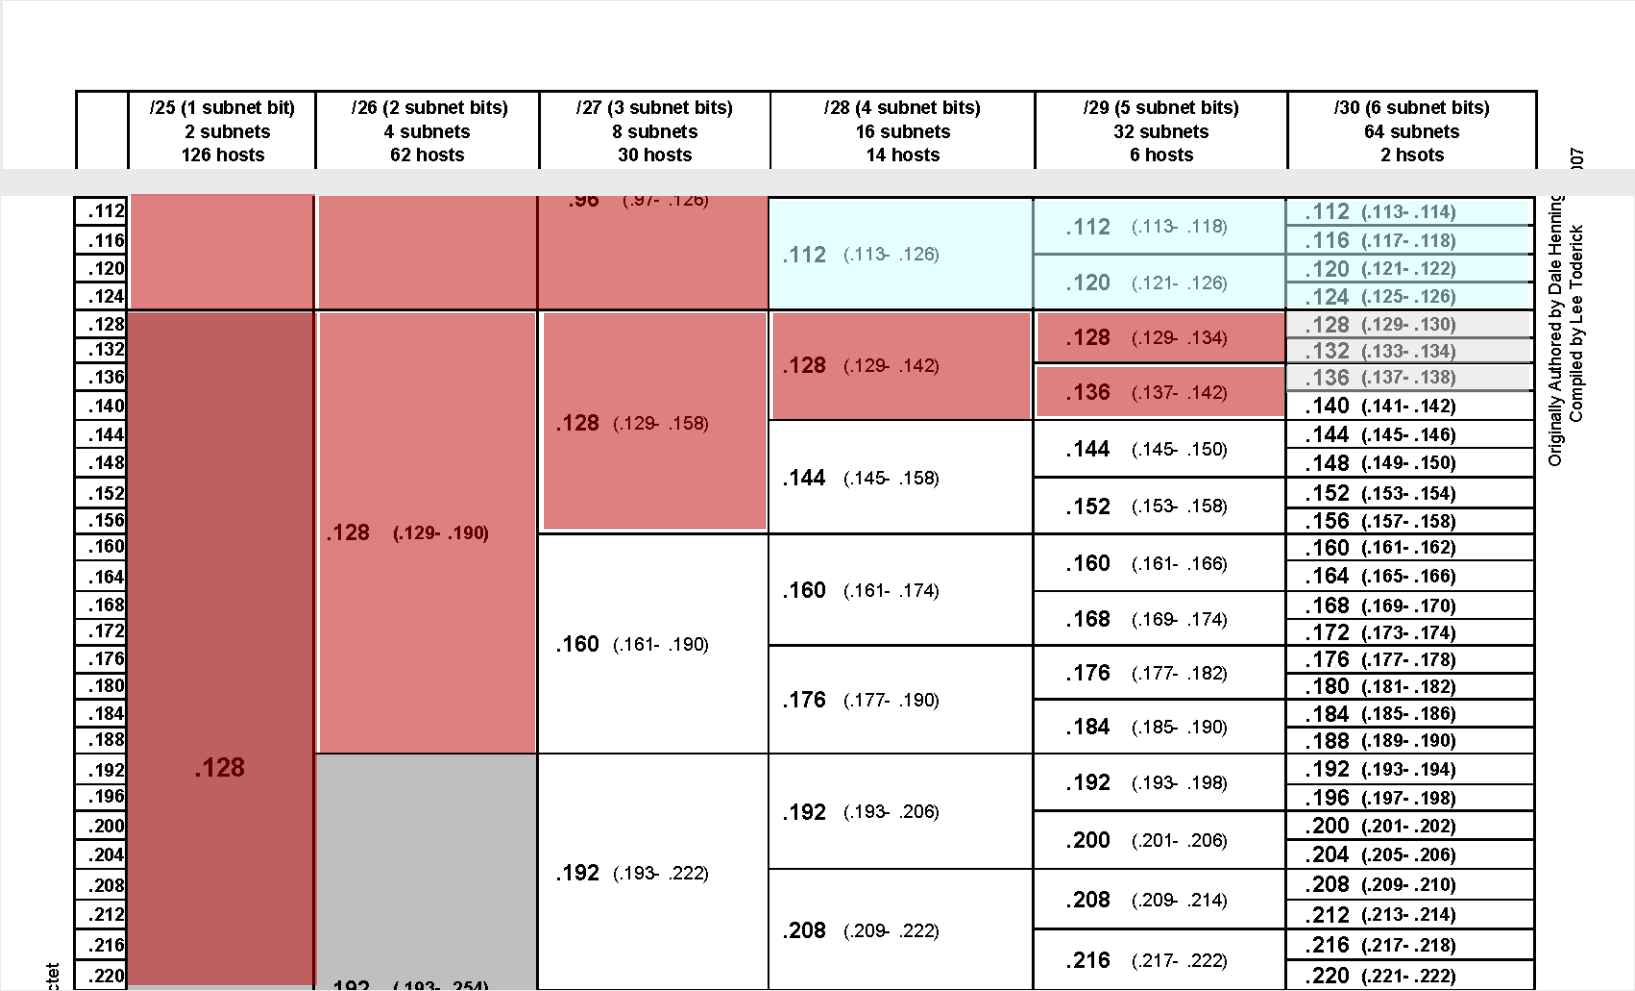 /25 (1 subnet bit) /26 (2 subnet bits) /27 (3 subnet bits) /28 (4 subnet bits) /29 (5 subnet bits) /30 (6 subnet bits)
2 subnets 4 subnets 8 subnets 16 subnets 32 subnets 64 subnets
126 hosts 62 hosts 30 hosts 14 hosts 6 hosts 2 hsots
.96 (.97- .126)
.112 .112 (.113- .114)
.112 (.113- .118)
.116 .116 (.117- .118)
.112 (.113- .126)
.120 .120 (.121- .122)
.120 (.121- .126)
.124 .124 (.125- .126)
.128 .128 (.129- .130)
.128 (.129- .134)
.132 .132 (.133- .134)
.128 (.129- .142)
.136 .136 (.137- .138)
.136 (.137- .142)
.140 .140 (.141- .142)
.128 (.129- .158)
.144 .144 (.145- .146)
.144 (.145- .150)
.148 .148 (.149- .150)
.144 (.145- .158)
.152 .152 (.153- .154)
.152 (.153- .158)
.156 .156 (.157- .158)
.128 (.129- .190)
.160 .160 (.161- .162)
.160 (.161- .166)
.164 .164 (.165- .166)
.160 (.161- .174)
.168 .168 (.169- .170)
.168 (.169- .174)
.172 .172 (.173- .174)
.160 (.161- .190)
.176 .176 (.177- .178)
.176 (.177- .182)
.180 .180 (.181- .182)
.176 (.177- .190)
.184 .184 (.185- .186)
.184 (.185- .190)
.188 .188 (.189- .190)
.128
.192 .192 (.193- .194)
.192 (.193- .198)
.196 .196 (.197- .198)
.192 (.193- .206)
.200 .200 (.201- .202)
.200 (.201- .206)
.204 .204 (.205- .206)
.192 (.193- .222)
.208 .208 (.209- .210)
.208 (.209- .214)
.212 .212 (.213- .214)
.208 (.209- .222)
.216 .216 (.217- .218)
.216 (.217- .222)
.220 .220 (.221- .222)
.192 (.193- .254)
Originally Authored by Dale Henning
Compiled by Lee Toderick
007
ctet